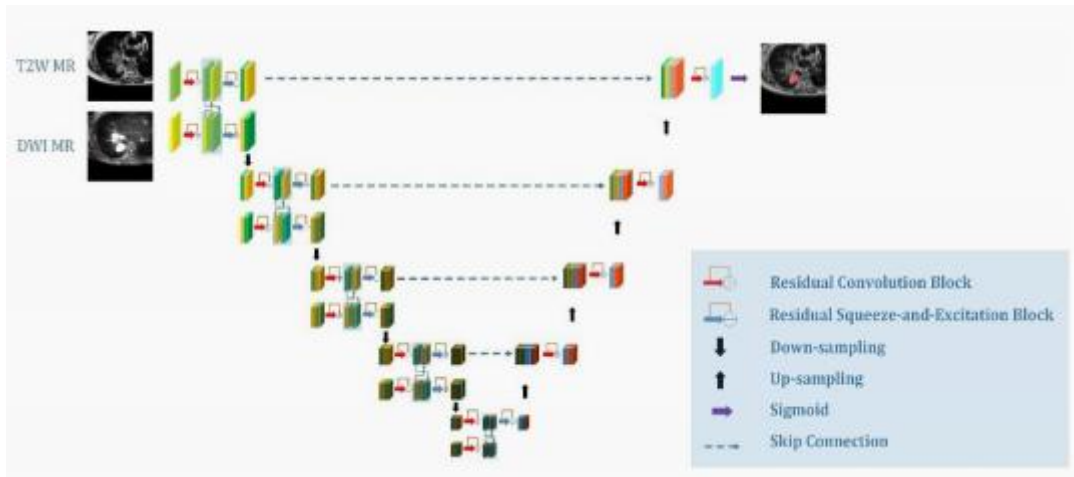 T2W MR
DWI MR
Residual Convolution Block
Residual Squeeze-and-Excitation Block
Down-sampling
Up-sampling
Sigmoid
Skip Connection